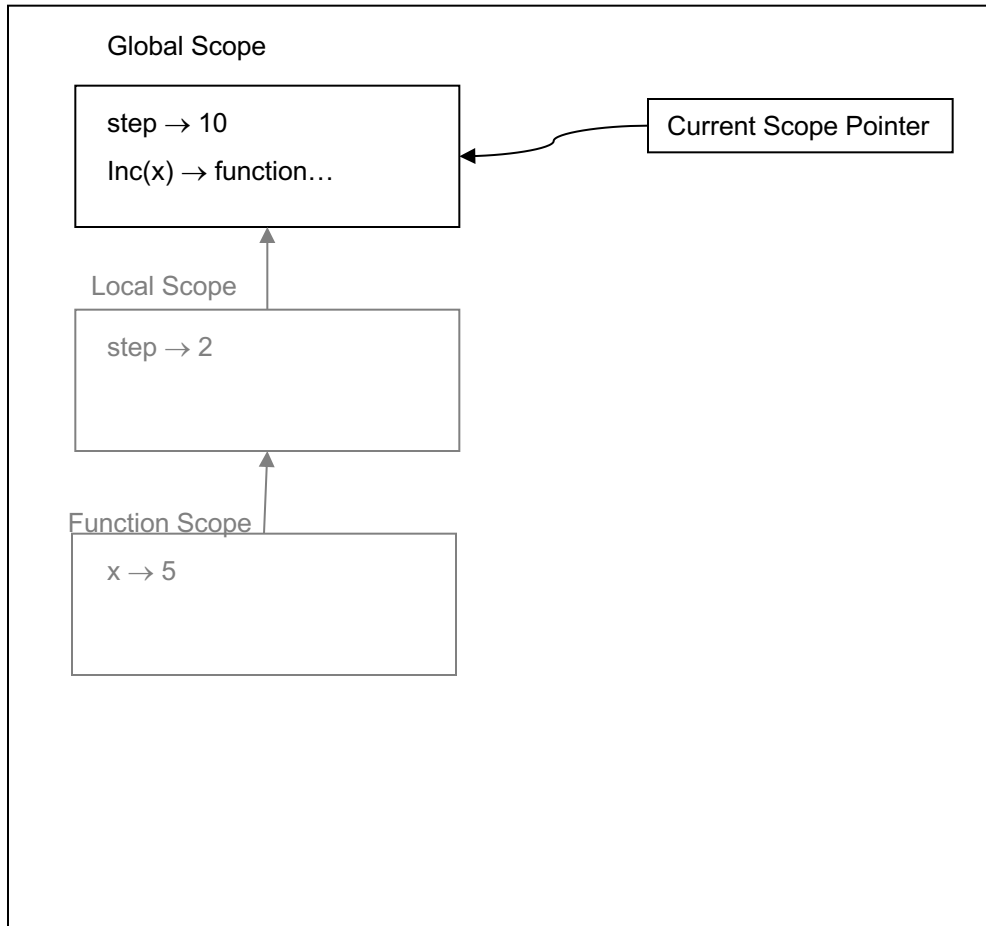 Global Scope
step → 10
Inc(x) → function…
Current Scope Pointer
Local Scope
step → 2
Function Scope
x → 5